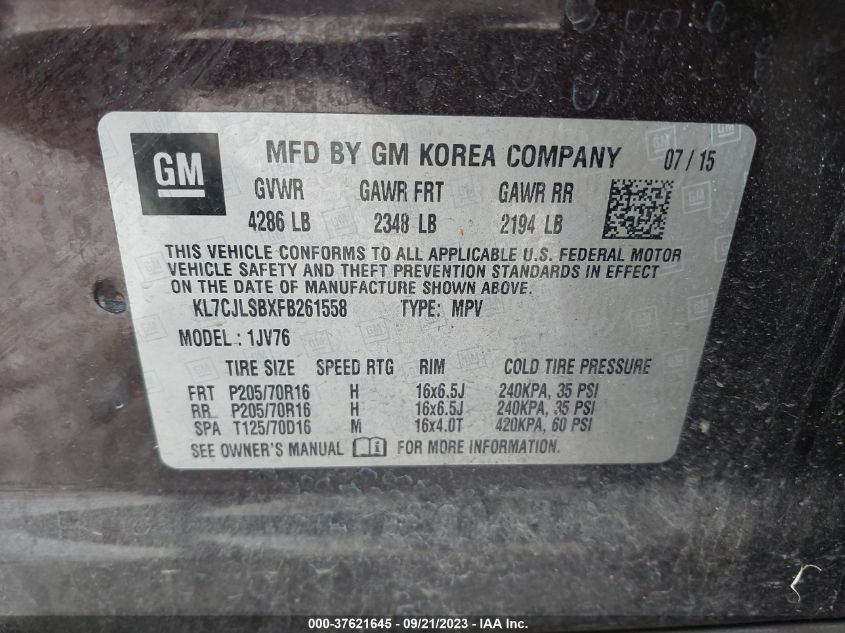 GM
MFD BY GM KOREA COMPANY 07/15
GVWR GAWR FRT GAWR RR
4286 LB 2348 LB 2194 LB
THIS VEHICLE CONFORMS TO ALL APPLICABLE U.S. FEDERAL MOTOR
VEHICLE SAFETY AND THEFT PREVENTION STANDARDS IN EFFECT
ON THE DATE OF MANUFACTURE SHOWN ABOVE.
KL7CJLSBXFB261558 TYPE: MPV
MODEL: 1JV76
TIRE SIZE SPEED RTG RIM COLD TIRE PRESSURE
FRT P205/70R16 H 16x6.5J 240KPA, 35 PSI
RR P205/70R16 H 16x6.5J 240KPA, 35 PSI
SPA T125/70D16 M 16x4.0T 420KPA, 60 PSI
SEE OWNER'S MANUAL FOR MORE INFORMATION.
000-37621645 - 09/21/2023 - IAA Inc.